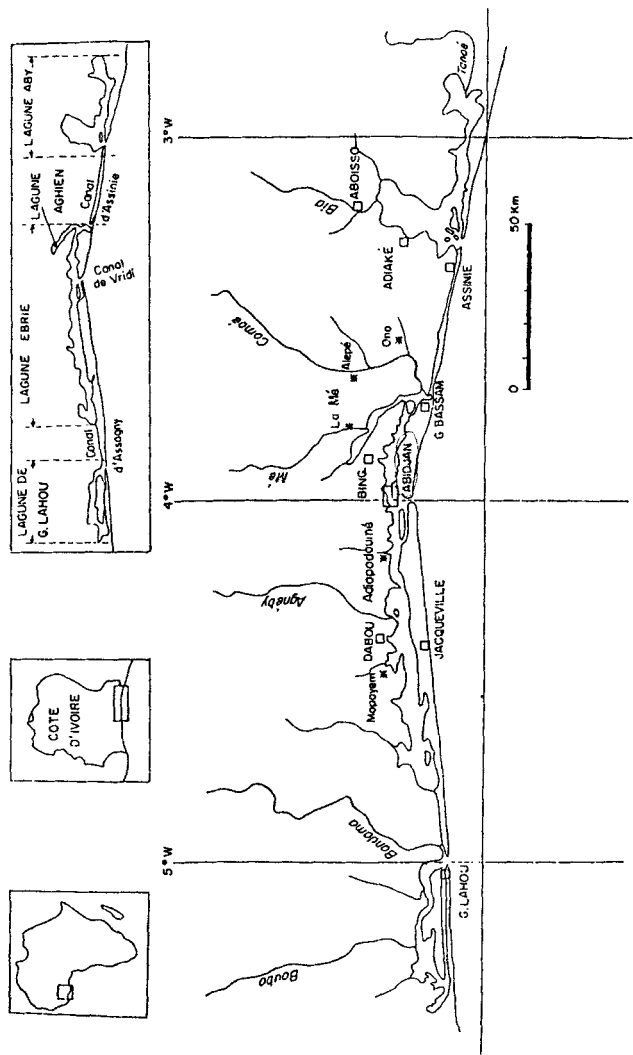 COTE
D'IVOIRE
LAGUNE DE
G. LAHOU
Canal
d'Assagny
LAGUNE EBRIE
Canal
de Vridi
LAGUNE
AGHIEN
Canal
d'Assinie
LAGUNE ABY
5°W
4°W
3°W
Boubo
Bandama
G. LAHOU
Agnéby
Mopoyem
DABOU
JACQUEVILLE
Adiopodoumé
BING.
ABIDJAN
Mé
La Mé
G BASSAM
Alépé
Ono
Comoé
Bia
ABOISSO
ADIAKÉ
ASSINIE
Tanoé
0
50 Km